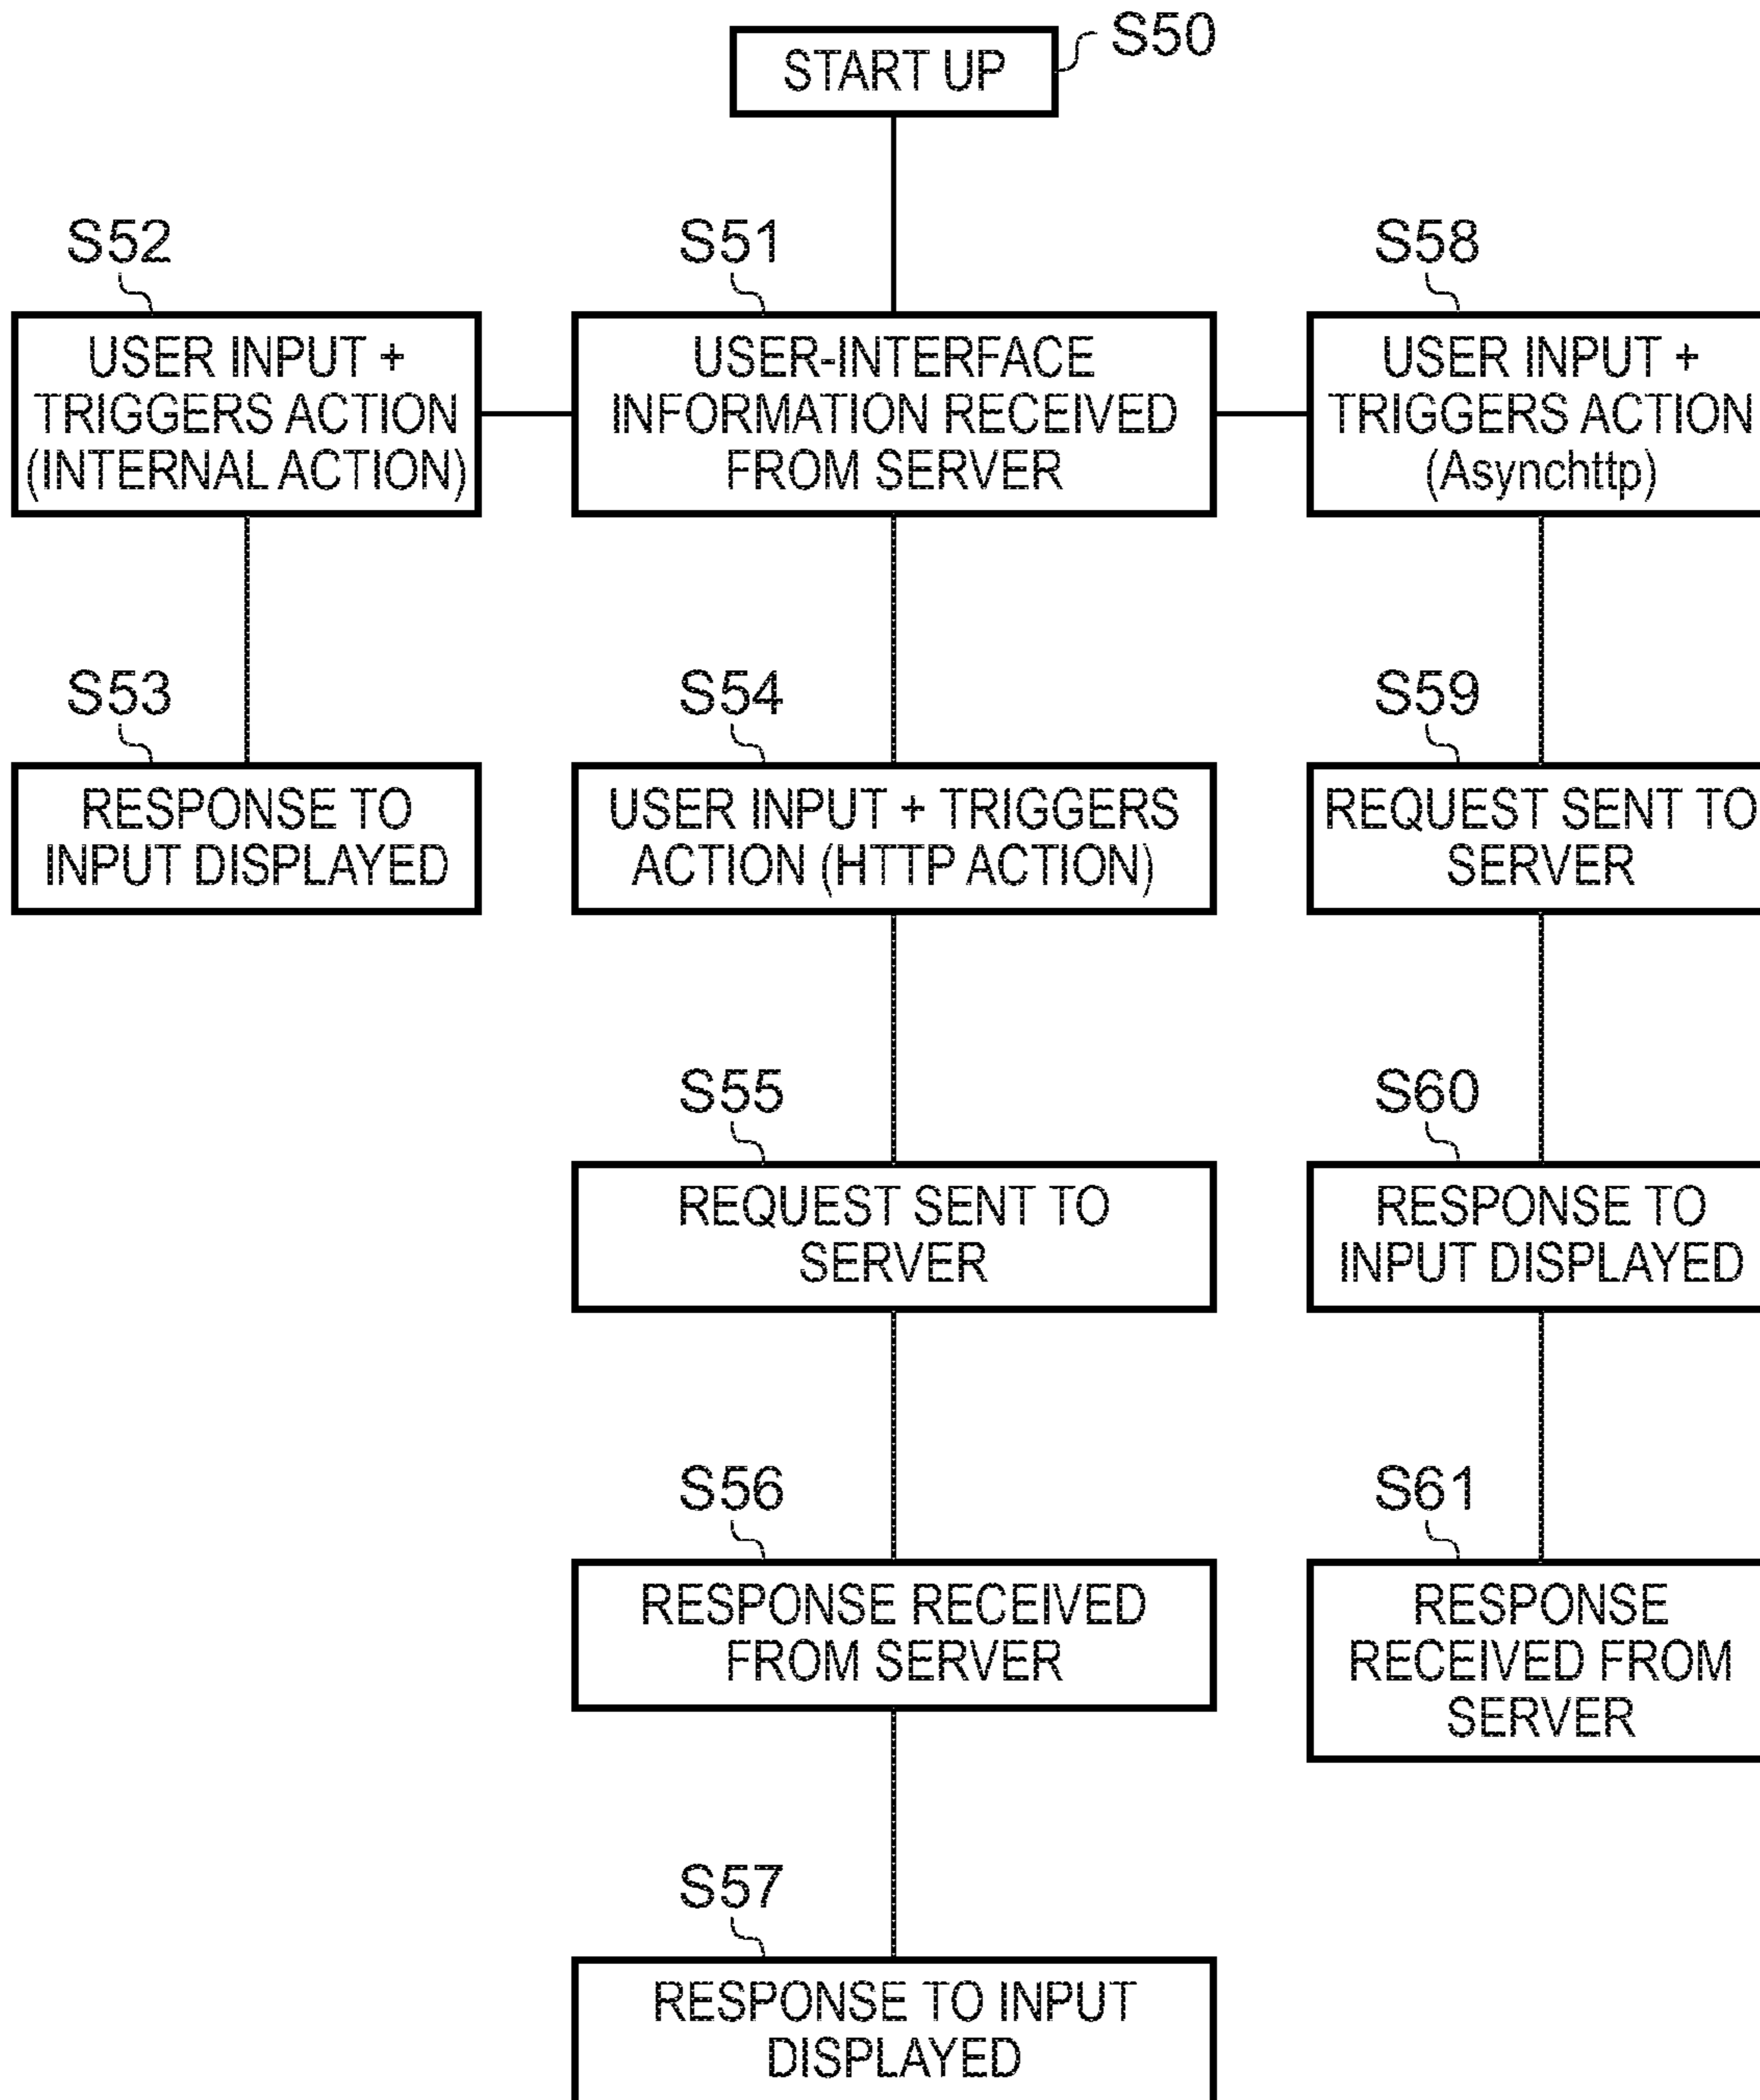 START UP
S50
S52
USER INPUT +
TRIGGERS ACTION
(INTERNAL ACTION)
S51
USER-INTERFACE
INFORMATION RECEIVED
FROM SERVER
S58
USER INPUT +
TRIGGERS ACTION
(Asynchttp)
S53
RESPONSE TO
INPUT DISPLAYED
S54
USER INPUT + TRIGGERS
ACTION (HTTP ACTION)
S59
REQUEST SENT TO
SERVER
S55
REQUEST SENT TO
SERVER
S60
RESPONSE TO
INPUT DISPLAYED
S56
RESPONSE RECEIVED
FROM SERVER
S61
RESPONSE
RECEIVED FROM
SERVER
S57
RESPONSE TO INPUT
DISPLAYED